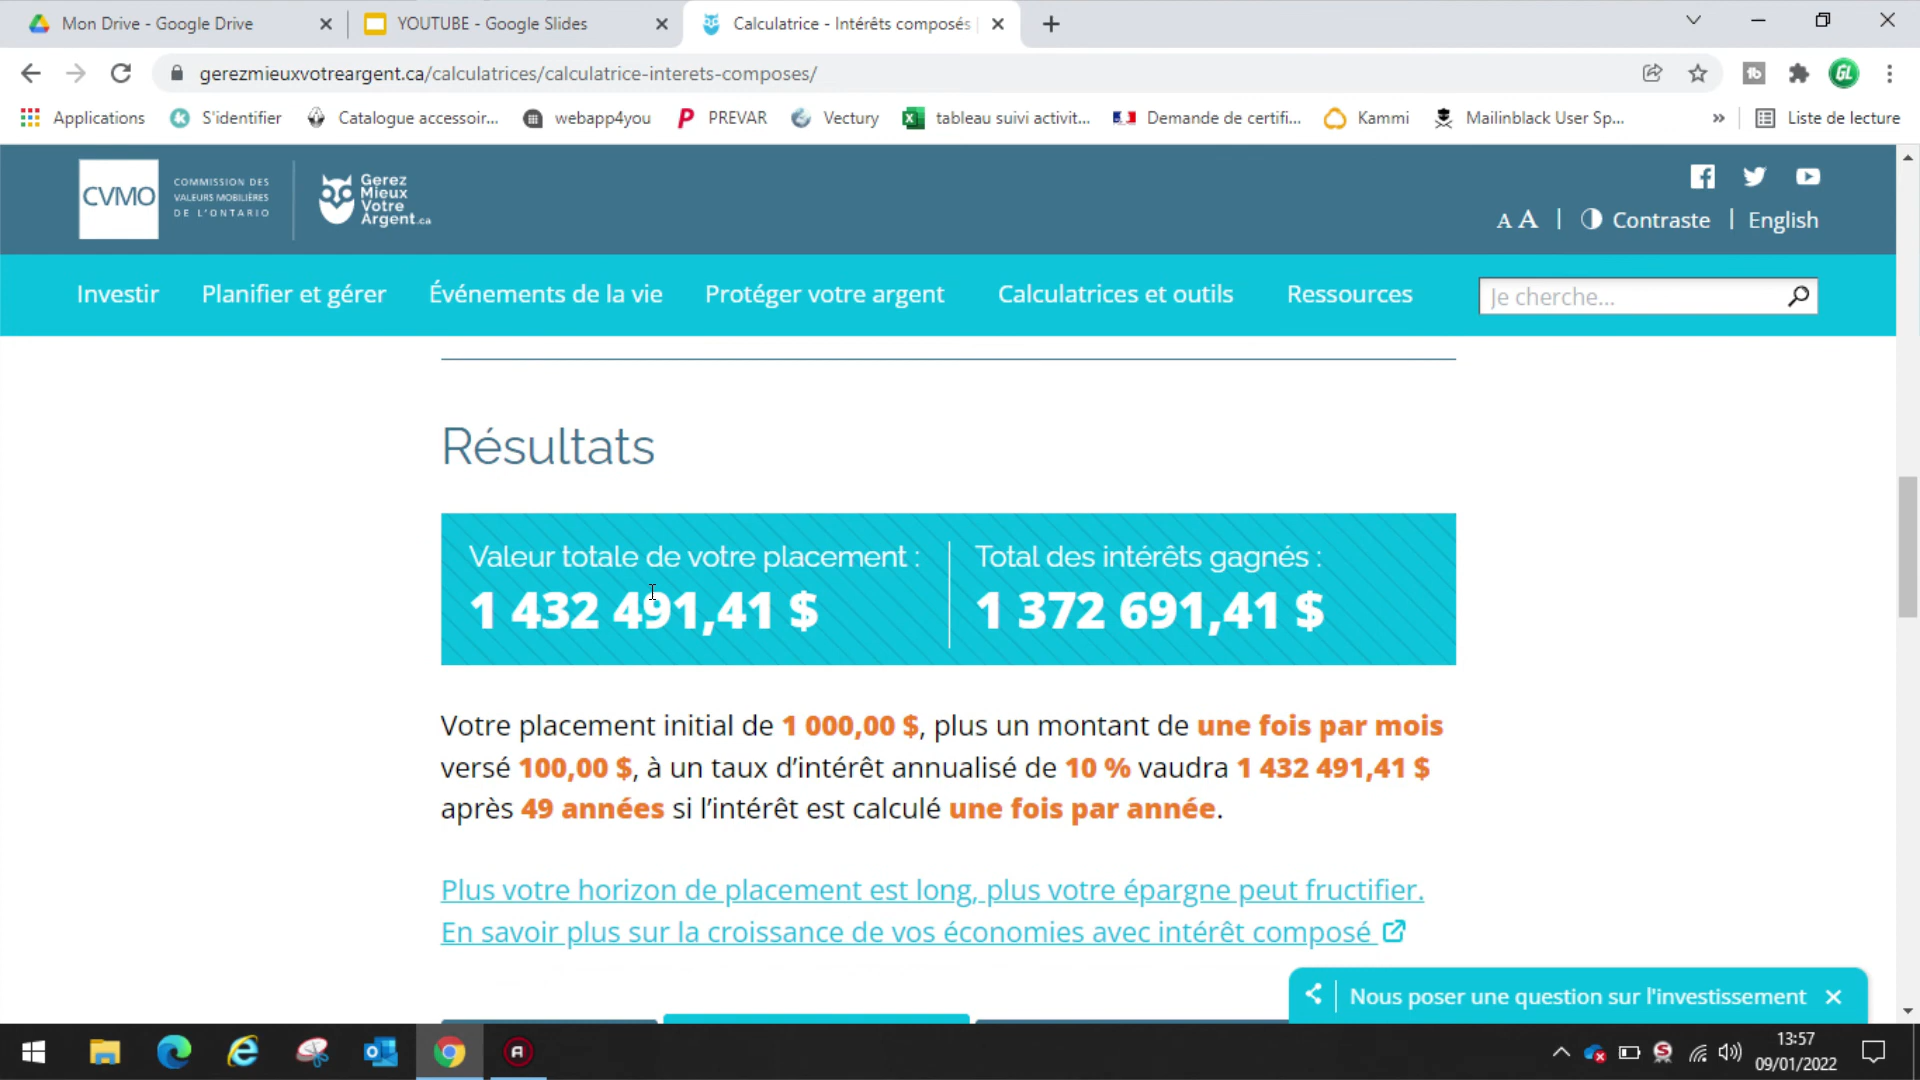 Mon Drive - Google Drive
YOUTUBE - Google Slides
Calculatrice - Intérêts composés
gerezmieuxvotreargent.ca/calculatrices/calculatrice-interets-composes/
Applications
S'identifier
Catalogue accessoir...
webapp4you
PREVAR
Vectury
tableau suivi activit...
Demande de certifi...
Kammi
Mailinblack User Sp...
»
Liste de lecture
CVMO
COMMISSION DES
VALEURS MOBILIÈRES
DE L'ONTARIO
Gerez
Mieux
Votre
Argent.ca
A A | Contraste | English
Investir
Planifier et gérer
Événements de la vie
Protéger votre argent
Calculatrices et outils
Ressources
Je cherche...
Résultats
Valeur totale de votre placement :
1 432 491,41 $
Total des intérêts gagnés :
1 372 691,41 $
Votre placement initial de 1 000,00 $, plus un montant de une fois par mois
versé 100,00 $, à un taux d'intérêt annualisé de 10 % vaudra 1 432 491,41 $
après 49 années si l'intérêt est calculé une fois par année.
Plus votre horizon de placement est long, plus votre épargne peut fructifier.
En savoir plus sur la croissance de vos économies avec intérêt composé
Nous poser une question sur l'investissement
13:57
09/01/2022